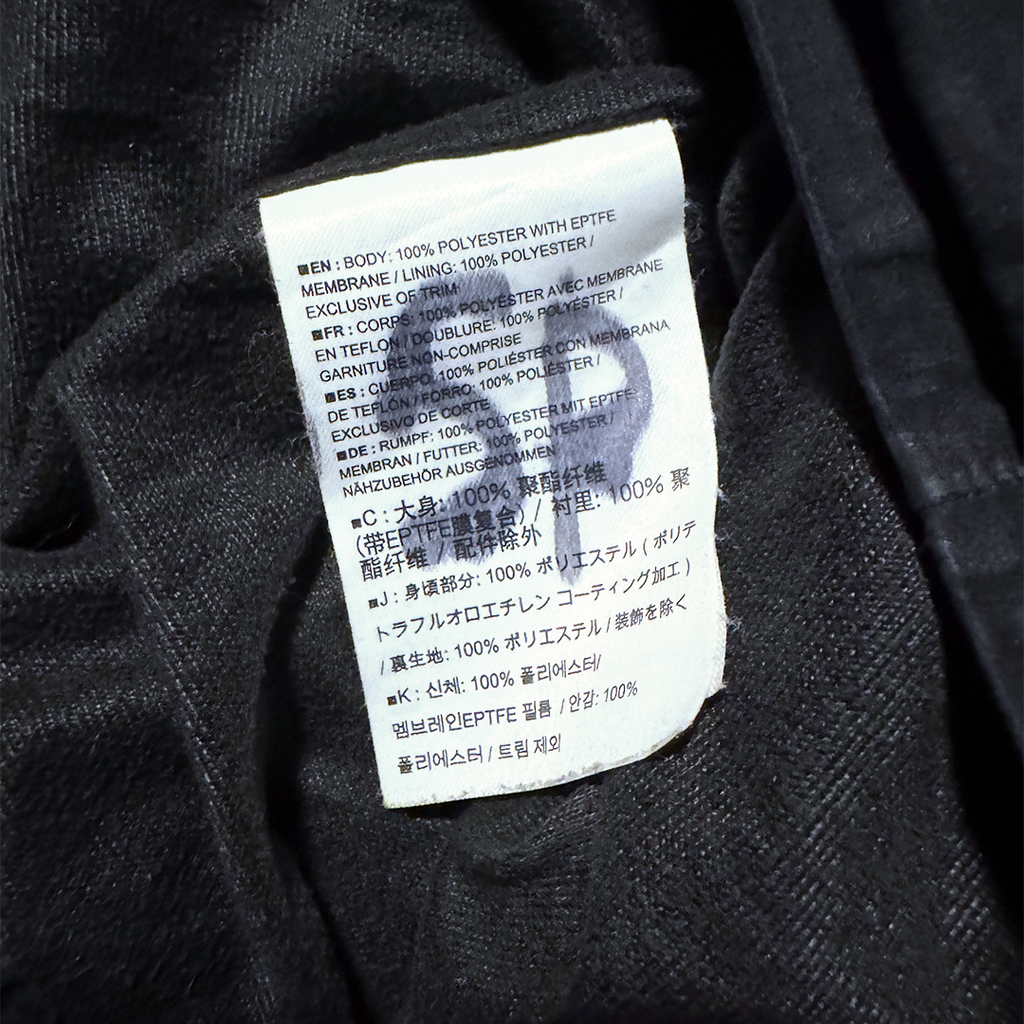 ■EN : BODY: 100% POLYESTER WITH EPTFE
MEMBRANE / LINING: 100% POLYESTER /
EXCLUSIVE OF TRIM
■FR : CORPS: 100% POLYESTER AVEC MEMBRANE
EN TEFLON / DOUBLURE: 100% POLYESTER /
GARNITURE NON-COMPRISE
■ES : CUERPO: 100% POLIÉSTER CON MEMBRANA
DE TEFLÓN / FORRO: 100% POLIÉSTER /
EXCLUSIVO DE CORTE
■DE : RUMPF: 100% POLYESTER MIT EPTFE-
MEMBRAN / FUTTER: 100% POLYESTER /
NÄHZUBEHÖR AUSGENOMMEN
■C : 大身: 100% 聚酯纤维
(带EPTFE膜复合) / 衬里: 100% 聚
酯纤维 / 配件除外
■J : 身頃部分: 100% ポリエステル ( ポリテ
トラフルオロエチレン コーティング加工 )
/ 裏生地: 100% ポリエステル / 装飾を除く
■K : 신체: 100% 폴리에스터/
멤브레인EPTFE 필름 / 안감: 100%
폴리에스터 / 트림 제외